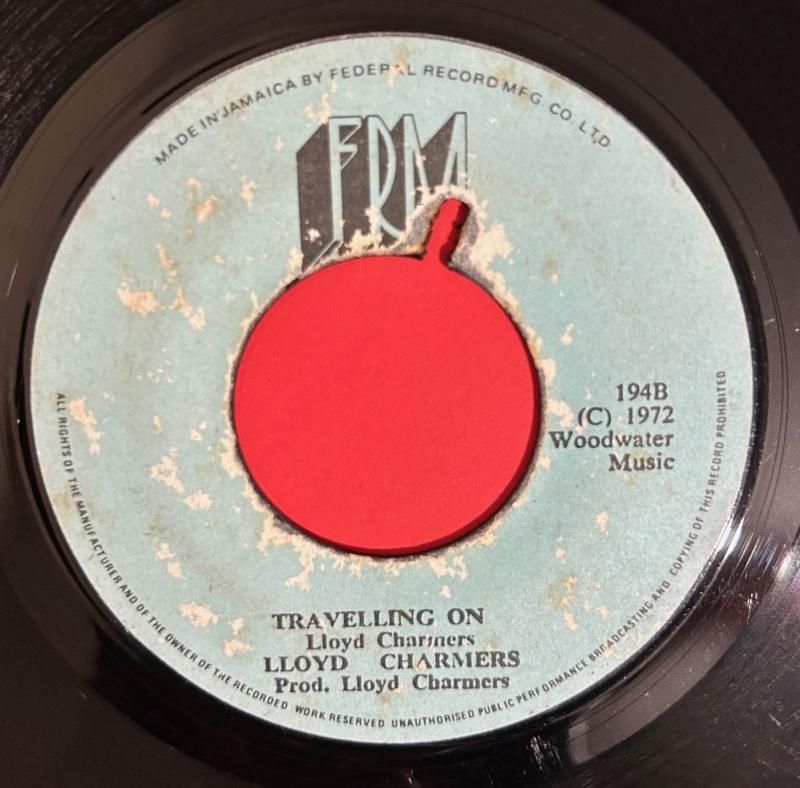 MADE IN JAMAICA BY FEDERAL RECORD MFG. CO. LTD.
FRM
194B
(C) 1972
Woodwater
Music
TRAVELLING ON
Lloyd Charmers
LLOYD CHARMERS
Prod. Lloyd Charmers
ALL RIGHTS OF THE MANUFACTURER AND OF THE OWNER OF THE RECORDED WORK RESERVED UNAUTHORISED PUBLIC PERFORMANCE BROADCASTING AND COPYING OF THIS RECORD PROHIBITED